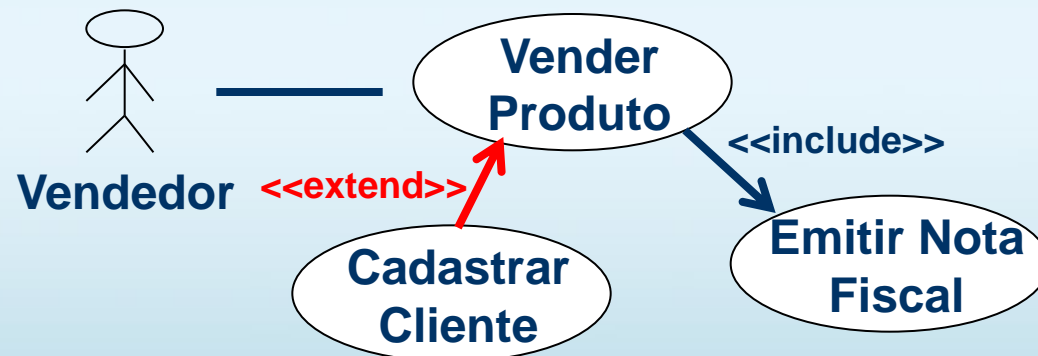 Vender
Produto
<<include>>
Vendedor
<<extend>>
Emitir Nota
Fiscal
Cadastrar
Cliente